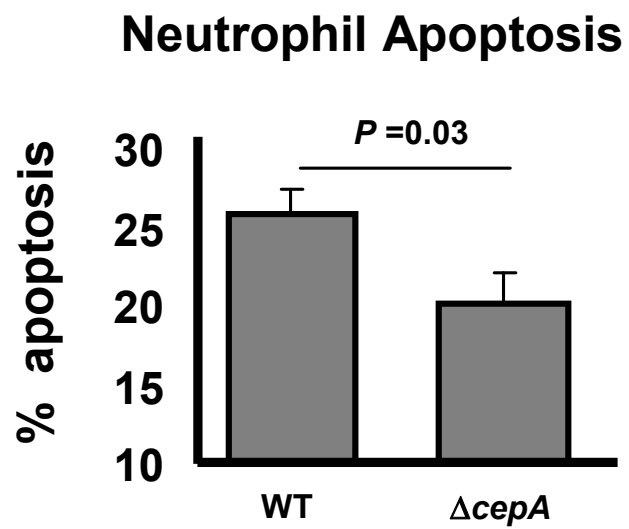 Neutrophil Apoptosis
P =0.03
% apoptosis
30
25
20
15
10
WT
ΔcepA